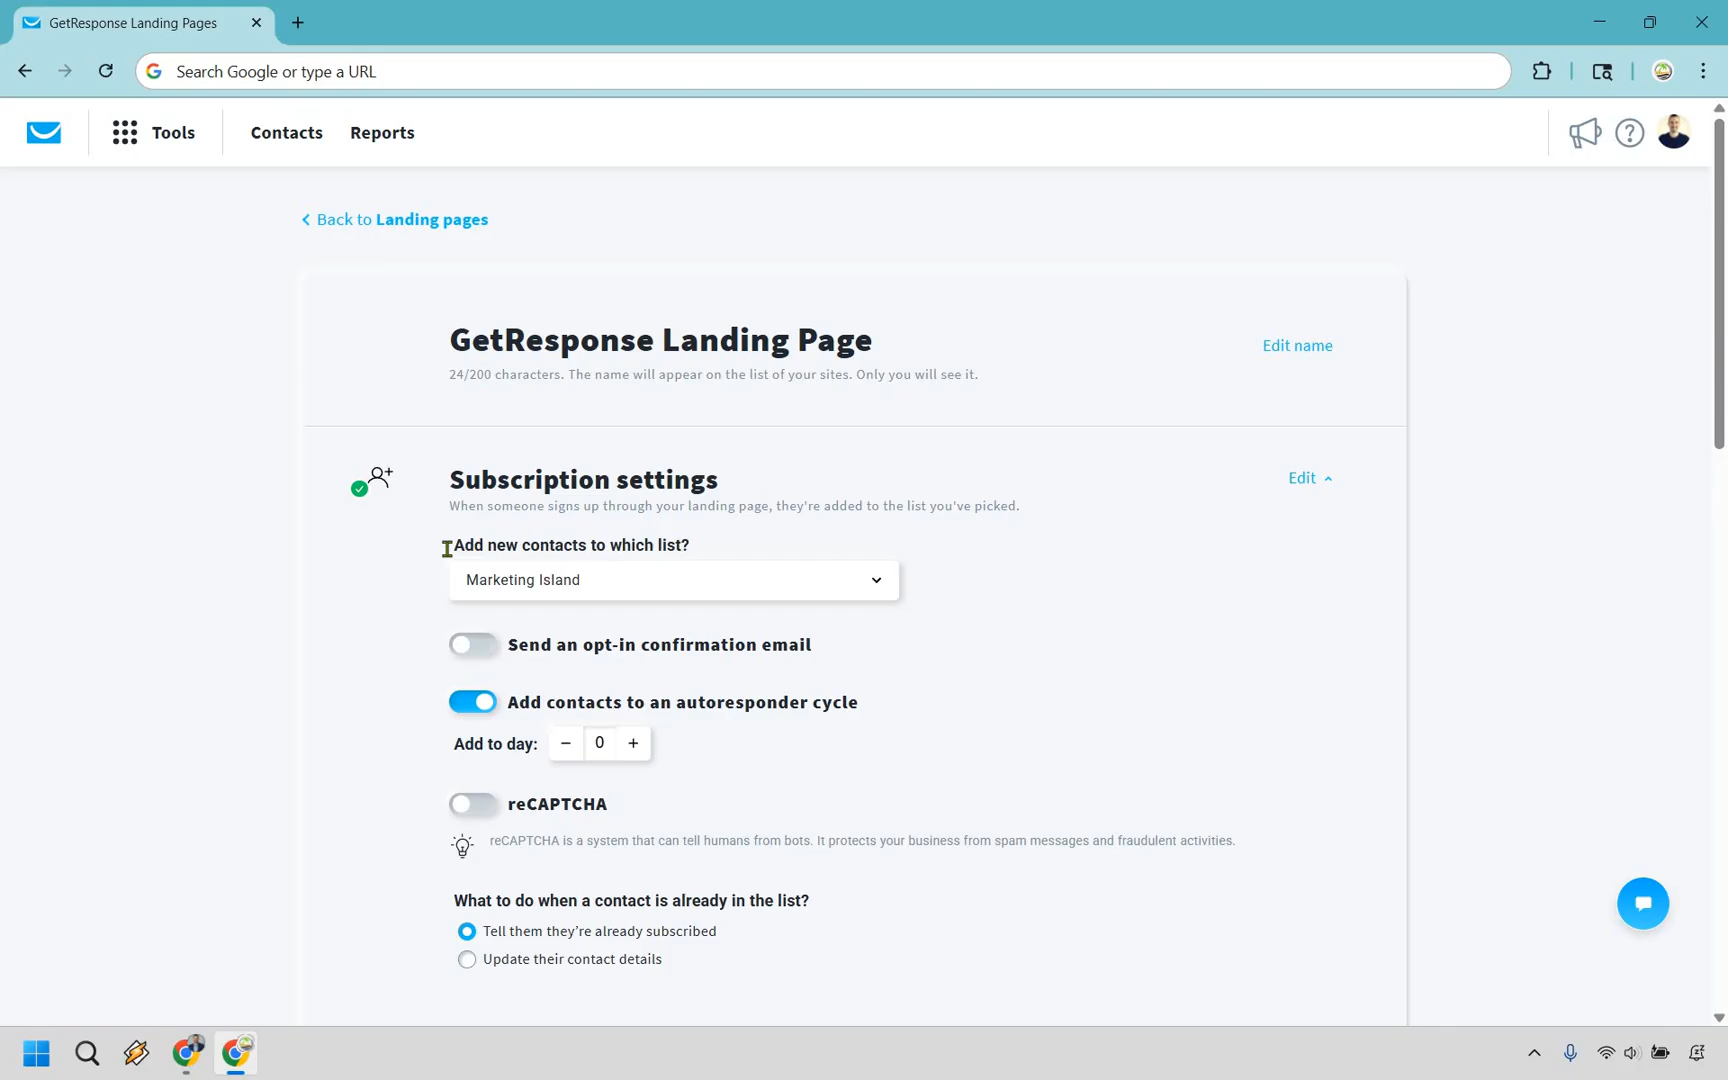 GetResponse Landing Pages
Search Google or type a URL
Tools
Contacts
Reports
Back to Landing pages
GetResponse Landing Page
Edit name
24/200 characters. The name will appear on the list of your sites. Only you will see it.
Subscription settings
Edit
When someone signs up through your landing page, they're added to the list you've picked.
Add new contacts to which list?
Marketing Island
Send an opt-in confirmation email
Add contacts to an autoresponder cycle
Add to day: − 0 +
reCAPTCHA
reCAPTCHA is a system that can tell humans from bots. It protects your business from spam messages and fraudulent activities.
What to do when a contact is already in the list?
Tell them they’re already subscribed
Update their contact details